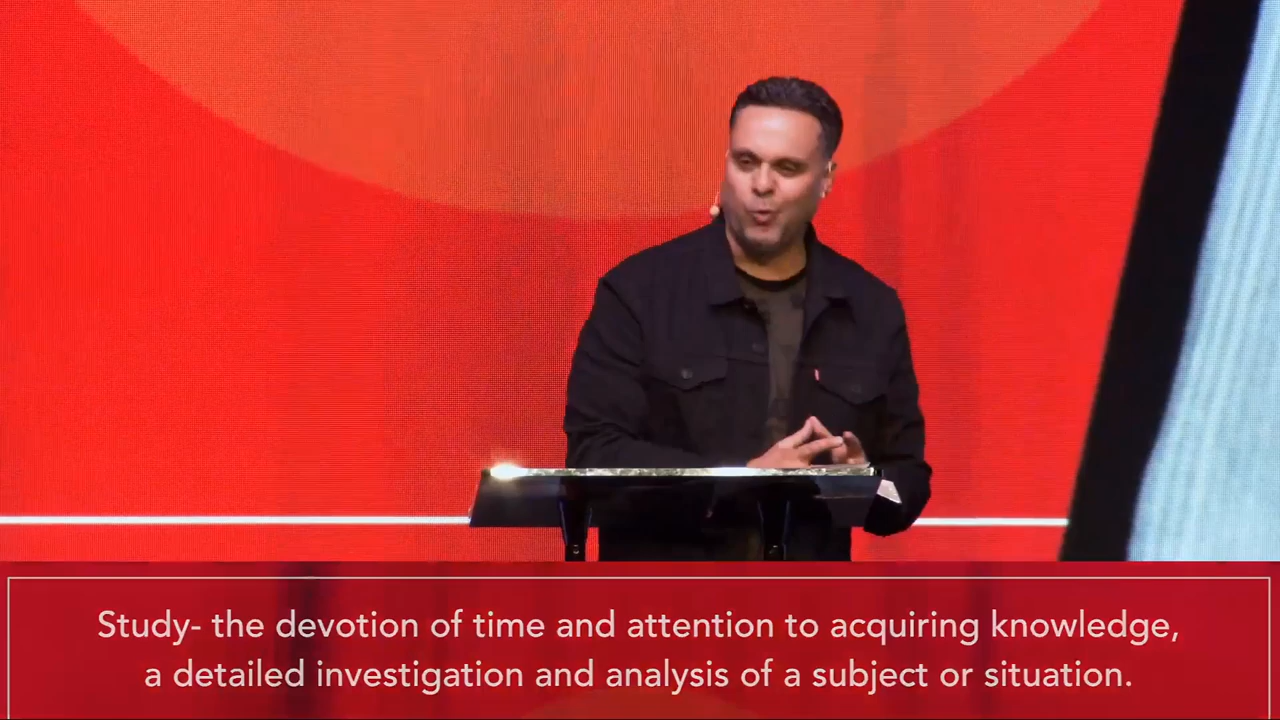 Study- the devotion of time and attention to acquiring knowledge,
a detailed investigation and analysis of a subject or situation.